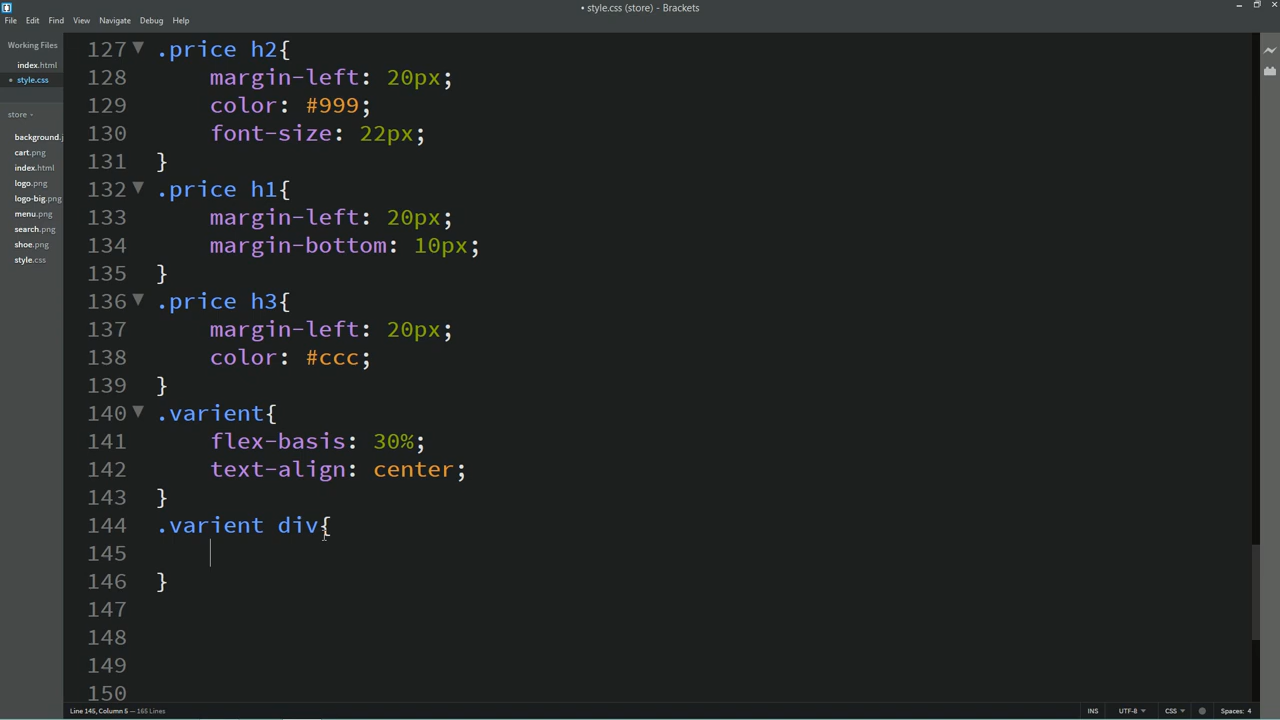 • style.css (store) - Brackets
File Edit Find View Navigate Debug Help
Working Files
index.html
• style.css
store
background.j
cart.png
index.html
logo.png
logo-big.png
menu.png
search.png
shoe.png
style.css
127 .price h2{
128 margin-left: 20px;
129 color: #999;
130 font-size: 22px;
131 }
132 .price h1{
133 margin-left: 20px;
134 margin-bottom: 10px;
135 }
136 .price h3{
137 margin-left: 20px;
138 color: #ccc;
139 }
140 .varient{
141 flex-basis: 30%;
142 text-align: center;
143 }
144 .varient div{
145
146 }
147
148
149
150
Line 145, Column 5 — 165 Lines
INS UTF-8 CSS Spaces: 4